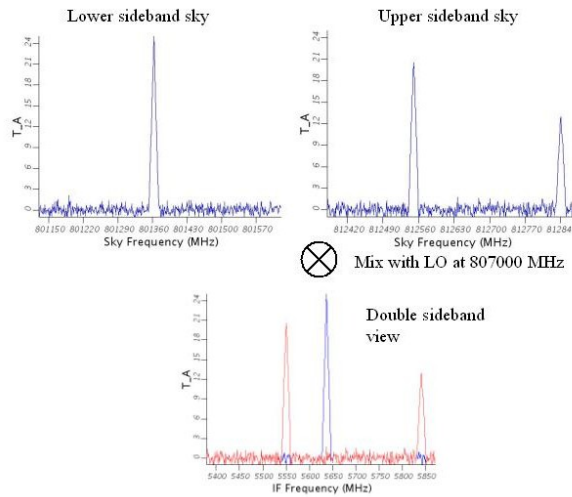 Lower sideband sky
Upper sideband sky
24
21
18
15
12
9
6
3
0
T_A
801150 801220 801290 801360 801430 801500 801570
Sky Frequency (MHz)
24
21
18
15
12
9
6
3
0
T_A
812420 812490 812560 812630 812700 812770 81284
Sky Frequency (MHz)
Mix with LO at 807000 MHz
Double sideband
view
24
21
18
15
12
9
6
3
0
T_A
5400 5450 5500 5550 5600 5650 5700 5750 5800 5850
IF Frequency (MHz)